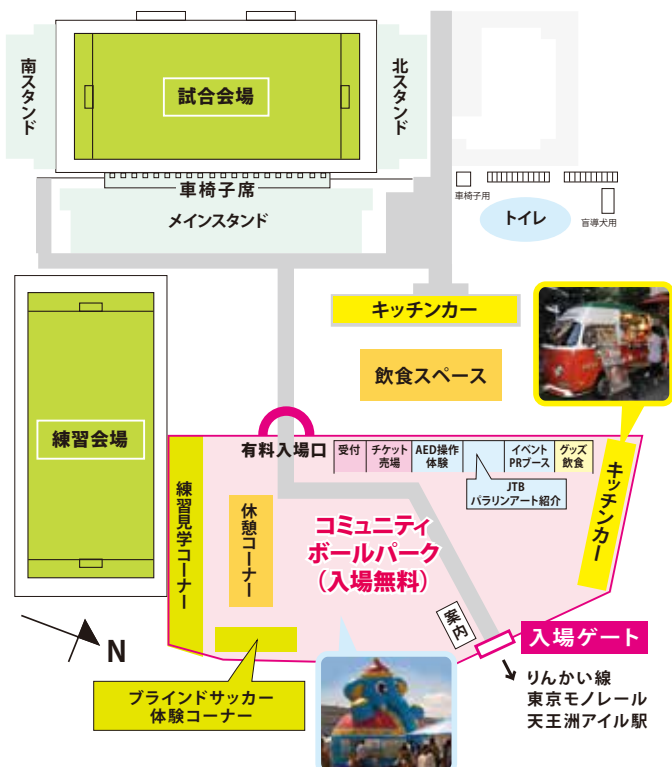 南スタンド
試合会場
北スタンド
車椅子席
メインスタンド
車椅子用
トイレ
盲導犬用
キッチンカー
飲食スペース
練習会場
有料入場口
受付
チケット
売場
AED操作
体験
イベント
PRブース
グッズ
飲食
JTB
パラリンアート紹介
キッチンカー
練習見学コーナー
休憩コーナー
コミュニティ
ボールパーク
(入場無料)
案内
入場ゲート
N
ブラインドサッカー
体験コーナー
りんかい線
東京モノレール
天王洲アイル駅